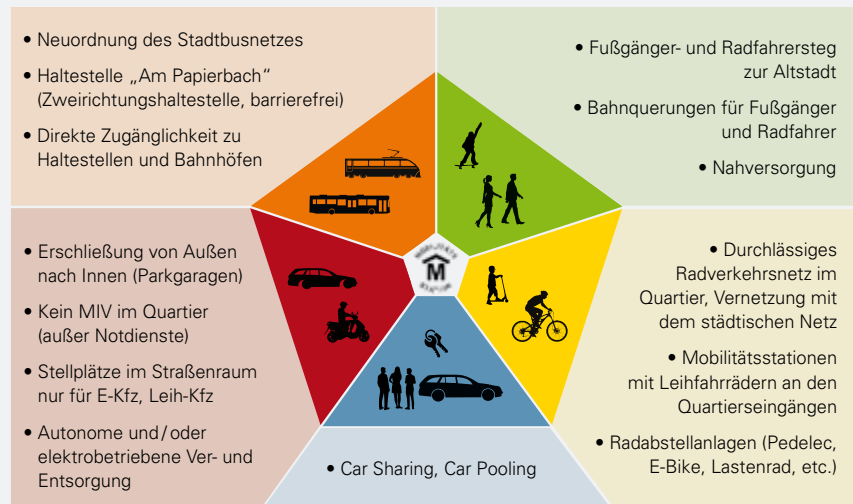 • Neuordnung des Stadtbusnetzes
• Haltestelle „Am Papierbach“
(Zweirichtungshaltestelle, barrierefrei)
• Direkte Zugänglichkeit zu
Haltestellen und Bahnhöfen
• Fußgänger- und Radfahrersteg
zur Altstadt
• Bahnquerungen für Fußgänger
und Radfahrer
• Nahversorgung
• Erschließung von Außen
nach Innen (Parkgaragen)
• Kein MIV im Quartier
(außer Notdienste)
• Stellplätze im Straßenraum
nur für E-Kfz, Leih-Kfz
• Autonome und/oder
elektrobetriebene Ver- und
Entsorgung
M
• Durchlässiges
Radverkehrsnetz im
Quartier, Vernetzung mit
dem städtischen Netz
• Mobilitätsstationen
mit Leihfahrrädern an den
Quartierseingängen
• Radabstellanlagen (Pedelec,
E-Bike, Lastenrad, etc.)
• Car Sharing, Car Pooling